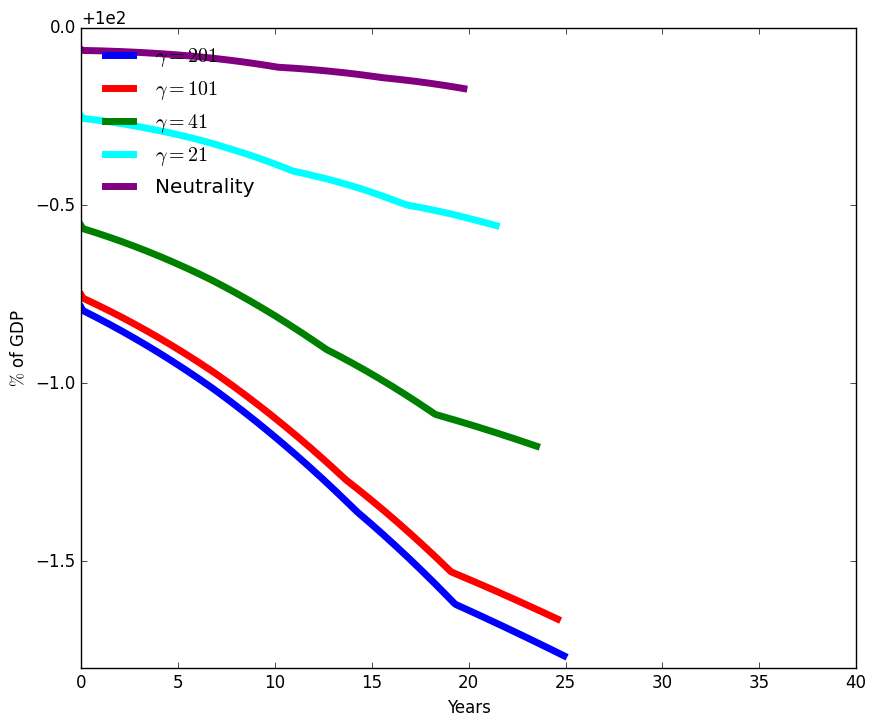 +1e2
0.0
−0.5
−1.0
−1.5
% of GDP
γ = 201
γ = 101
γ = 41
γ = 21
Neutrality
0 5 10 15 20 25 30 35 40
Years